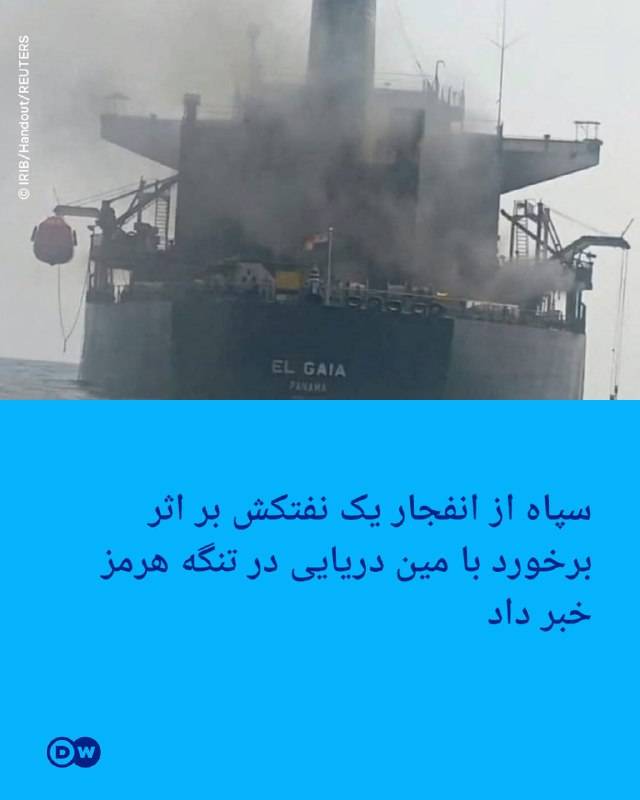 © IRIB/Handout/REUTERS
EL GAIA
PANAMA
سپاه از انفجار یک نفتکش بر اثر
برخورد با مین دریایی در تنگه هرمز
خبر داد
DW